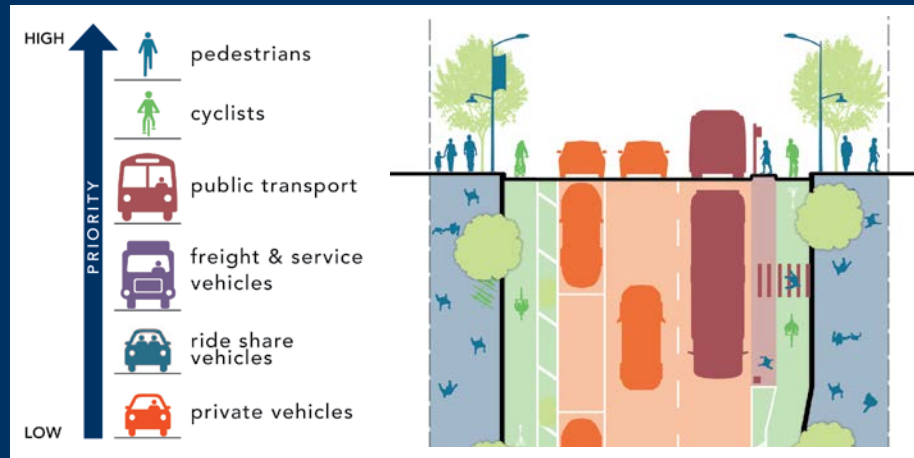 HIGH
pedestrians
cyclists
public transport
PRIORITY
freight & service
vehicles
ride share
vehicles
private vehicles
LOW